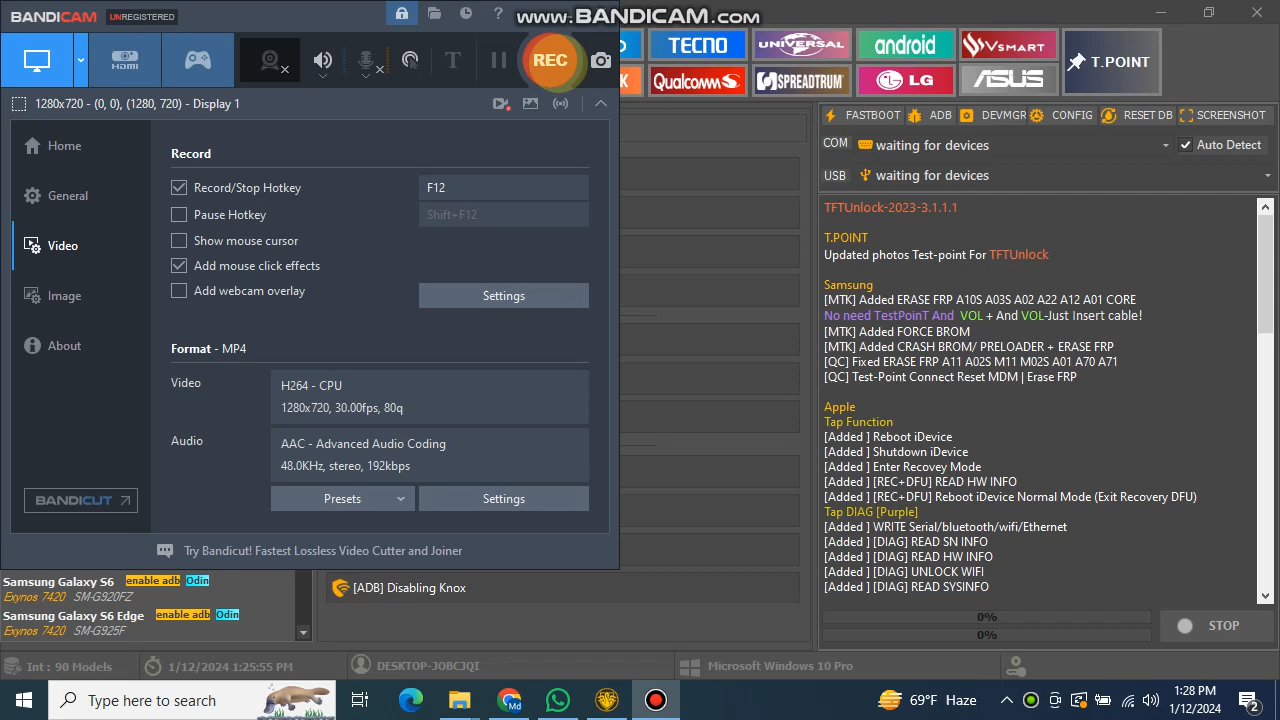 BANDICAM UNREGISTERED
www.BANDICAM.com
HDMI
REC
1280x720 - (0, 0), (1280, 720) - Display 1
Home
General
Video
Image
About
BANDICUT
Record
Record/Stop Hotkey F12
Pause Hotkey Shift+F12
Show mouse cursor
Add mouse click effects
Add webcam overlay
Settings
Format - MP4
Video
H264 - CPU
1280x720, 30.00fps, 80q
Audio
AAC - Advanced Audio Coding
48.0KHz, stereo, 192kbps
Presets
Settings
Try Bandicut! Fastest Lossless Video Cutter and Joiner
TECNO UNIVERSAL android VSMART T.POINT
Qualcomm SPREADTRUM LG ASUS
FASTBOOT ADB DEVMGR CONFIG RESET DB SCREENSHOT
COM waiting for devices Auto Detect
USB waiting for devices
TFTUnlock-2023-3.1.1.1
T.POINT
Updated photos Test-point For TFTUnlock
Samsung
[MTK] Added ERASE FRP A10S A03S A02 A22 A12 A01 CORE
No need TestPoinT And VOL + And VOL-Just Insert cable!
[MTK] Added FORCE BROM
[MTK] Added CRASH BROM/ PRELOADER + ERASE FRP
[QC] Fixed ERASE FRP A11 A02S M11 M02S A01 A70 A71
[QC] Test-Point Connect Reset MDM | Erase FRP
Apple
Tap Function
[Added ] Reboot iDevice
[Added ] Shutdown iDevice
[Added ] Enter Recovey Mode
[Added ] [REC+DFU] READ HW INFO
[Added ] [REC+DFU] Reboot iDevice Normal Mode (Exit Recovery DFU)
Tap DIAG [Purple]
[Added ] WRITE Serial/bluetooth/wifi/Ethernet
[Added ] [DIAG] READ SN INFO
[Added ] [DIAG] READ HW INFO
[Added ] [DIAG] UNLOCK WIFI
[Added ] [DIAG] READ SYSINFO
0%
0%
STOP
Samsung Galaxy S6 enable adb Odin
Exynos 7420 SM-G920FZ
Samsung Galaxy S6 Edge enable adb Odin
Exynos 7420 SM-G925F
[ADB] Disabling Knox
Int : 90 Models 1/12/2024 1:25:55 PM DESKTOP-JOBCJQI Microsoft Windows 10 Pro
Type here to search
Md
69°F Haze
1:28 PM
1/12/2024
2